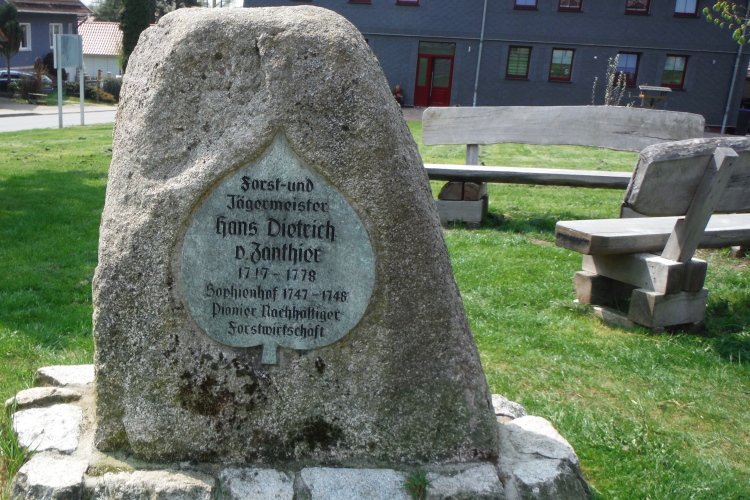 Forst-und
Jägermeister
Hans Dietrich
v. Zanthier
1717 - 1778
Sophienhof 1747 - 1748
Pionier Nachhaltiger
Forstwirtschaft